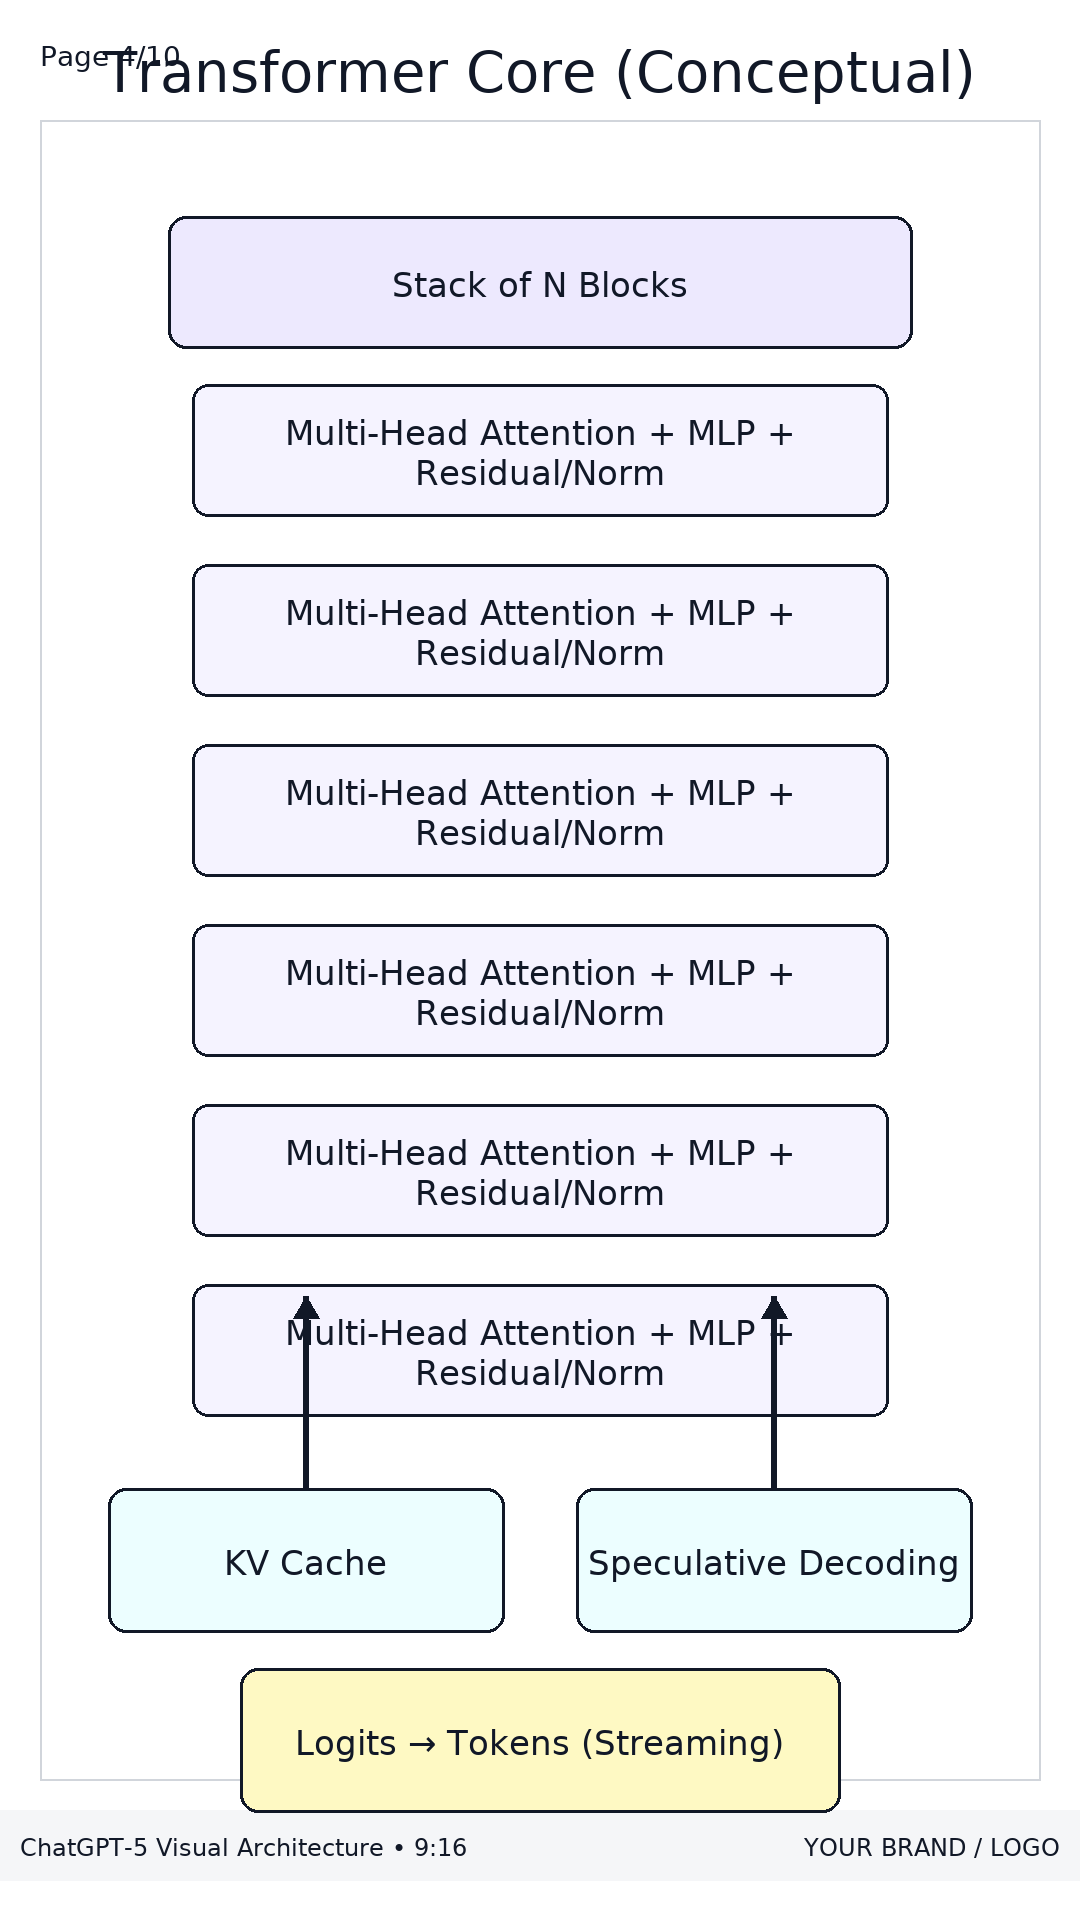 Page 4/10
Transformer Core (Conceptual)
Stack of N Blocks
Multi-Head Attention + MLP +
Residual/Norm
Multi-Head Attention + MLP +
Residual/Norm
Multi-Head Attention + MLP +
Residual/Norm
Multi-Head Attention + MLP +
Residual/Norm
Multi-Head Attention + MLP +
Residual/Norm
Multi-Head Attention + MLP +
Residual/Norm
KV Cache
Speculative Decoding
Logits → Tokens (Streaming)
ChatGPT-5 Visual Architecture • 9:16
YOUR BRAND / LOGO